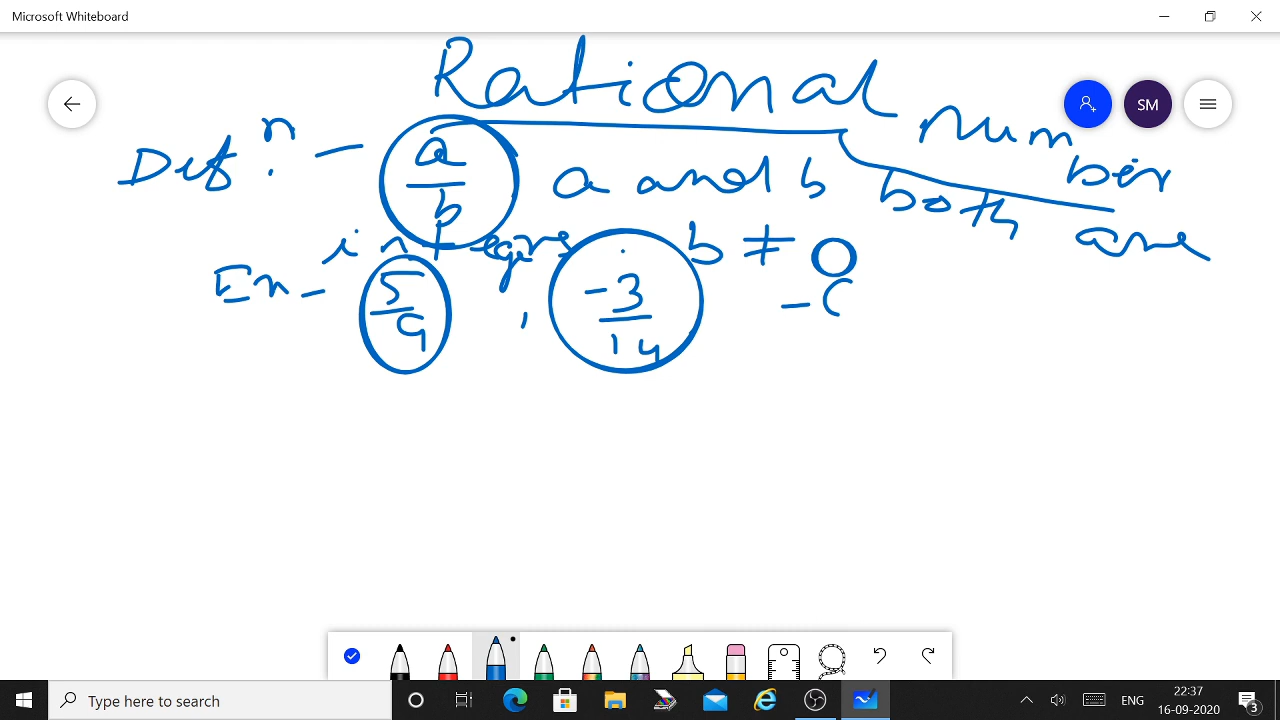 Microsoft Whiteboard
Rational number
SM
Defⁿ. - a/b a and b both are
integers, b ≠ 0
Ex - 5/9, -3/14
Type here to search
ENG
22:37
16-09-2020
3